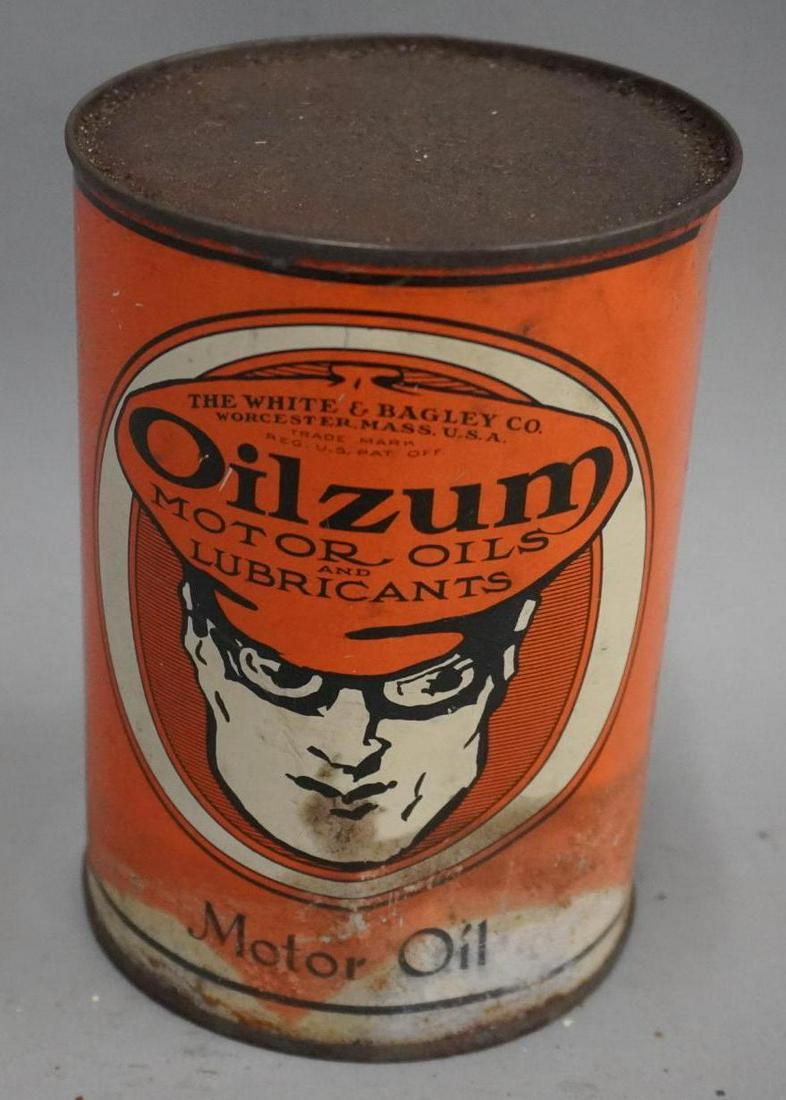 THE WHITE & BAGLEY CO.
WORCESTER, MASS. U.S.A.
TRADE MARK
REG. U.S. PAT. OFF.
Oilzum
MOTOR OILS
AND
LUBRICANTS
Motor Oil